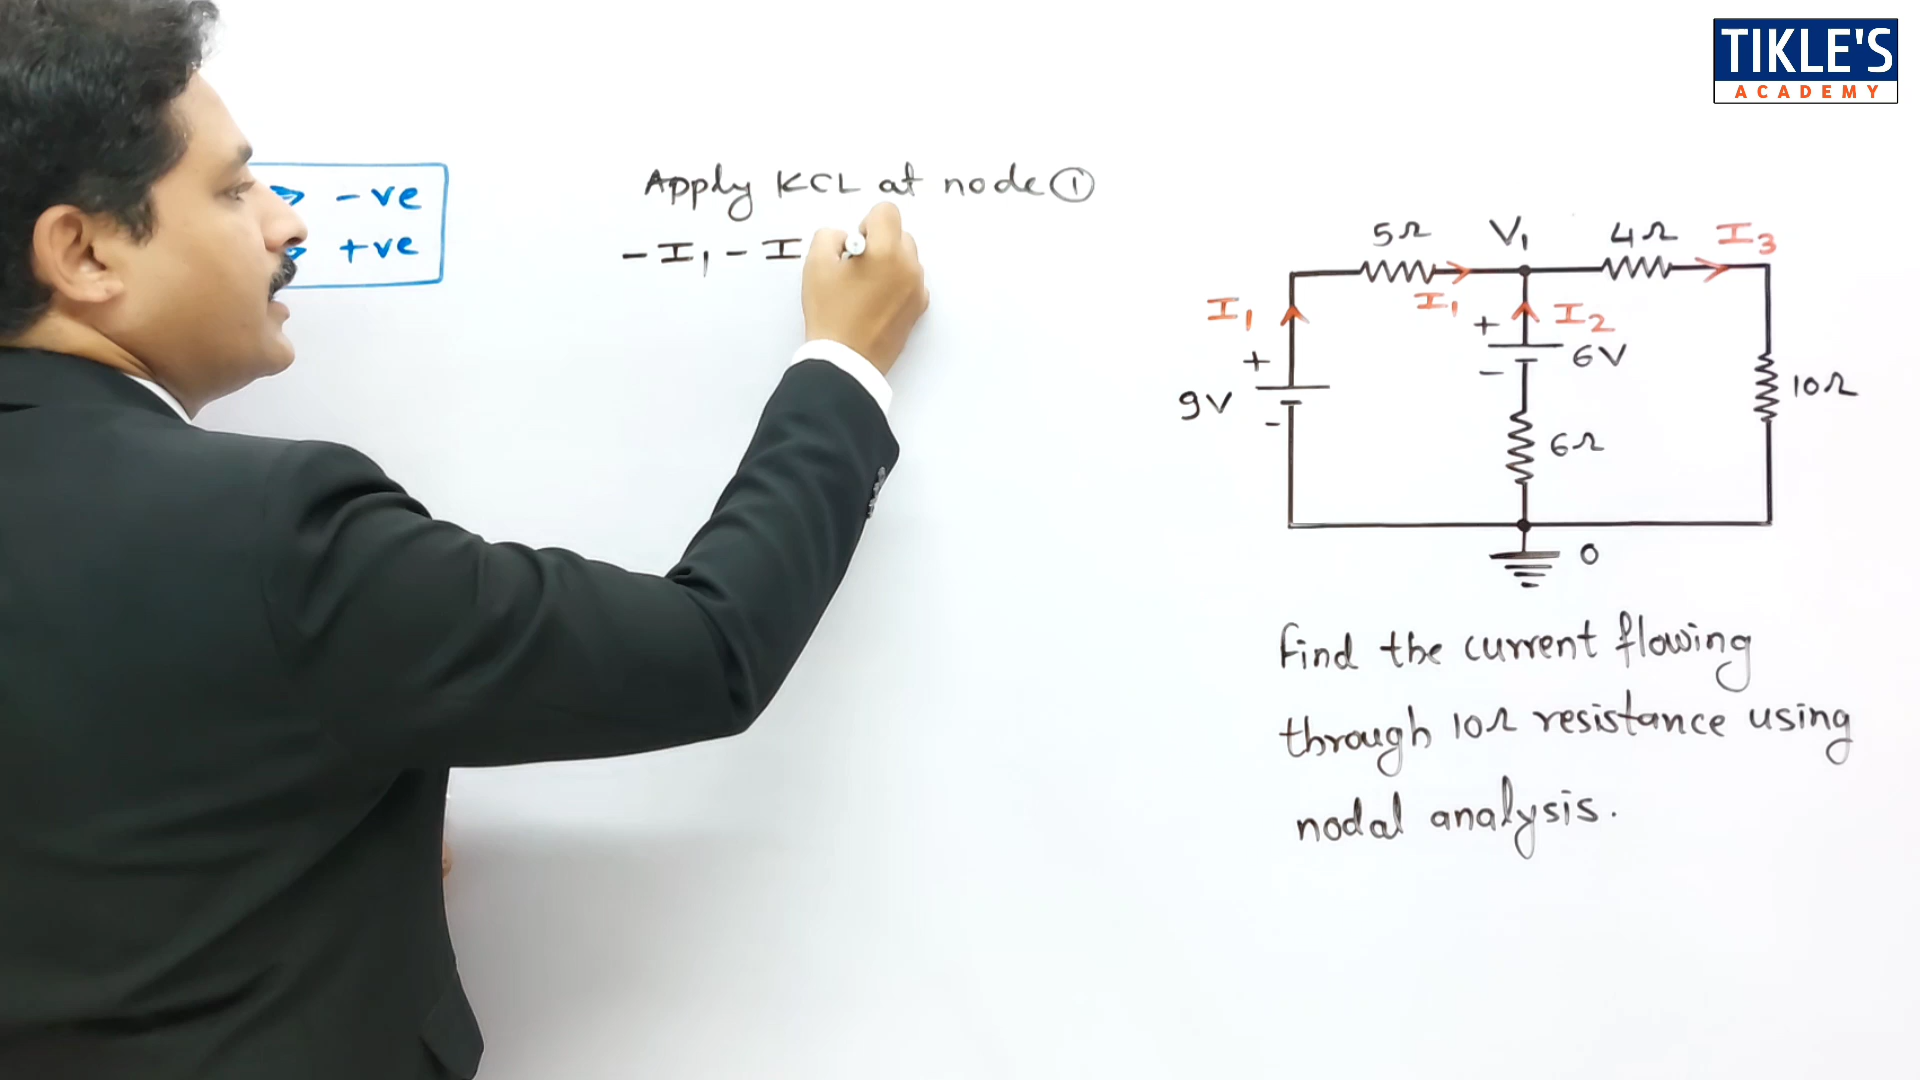 TIKLE'S
ACADEMY
-ve
+ve
Apply KCL at node ①
-I₁ - I
5Ω
V₁
4Ω
I₃
I₁
I₁
+
I₂
6V
-
+
9V
-
10Ω
6Ω
0
Find the current flowing
through 10Ω resistance using
nodal analysis.